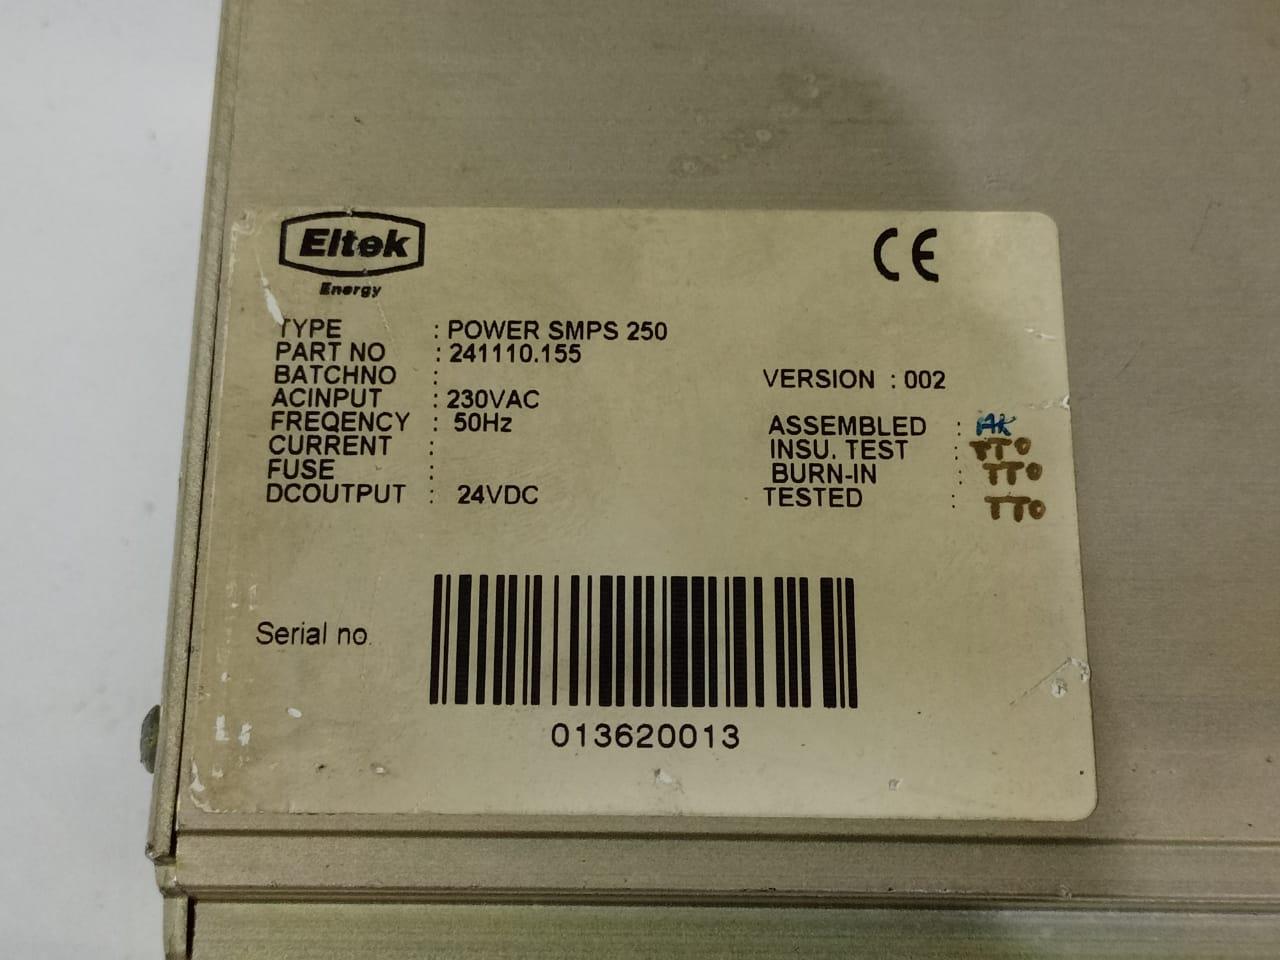 Eltek
Energy
CE
TYPE : POWER SMPS 250
PART NO : 241110.155
BATCHNO :
ACINPUT : 230VAC
FREQENCY : 50Hz
CURRENT :
FUSE :
DCOUTPUT : 24VDC
VERSION : 002
ASSEMBLED : AK
INSU. TEST : TTO
BURN-IN : TTO
TESTED : TTO
Serial no.
013620013